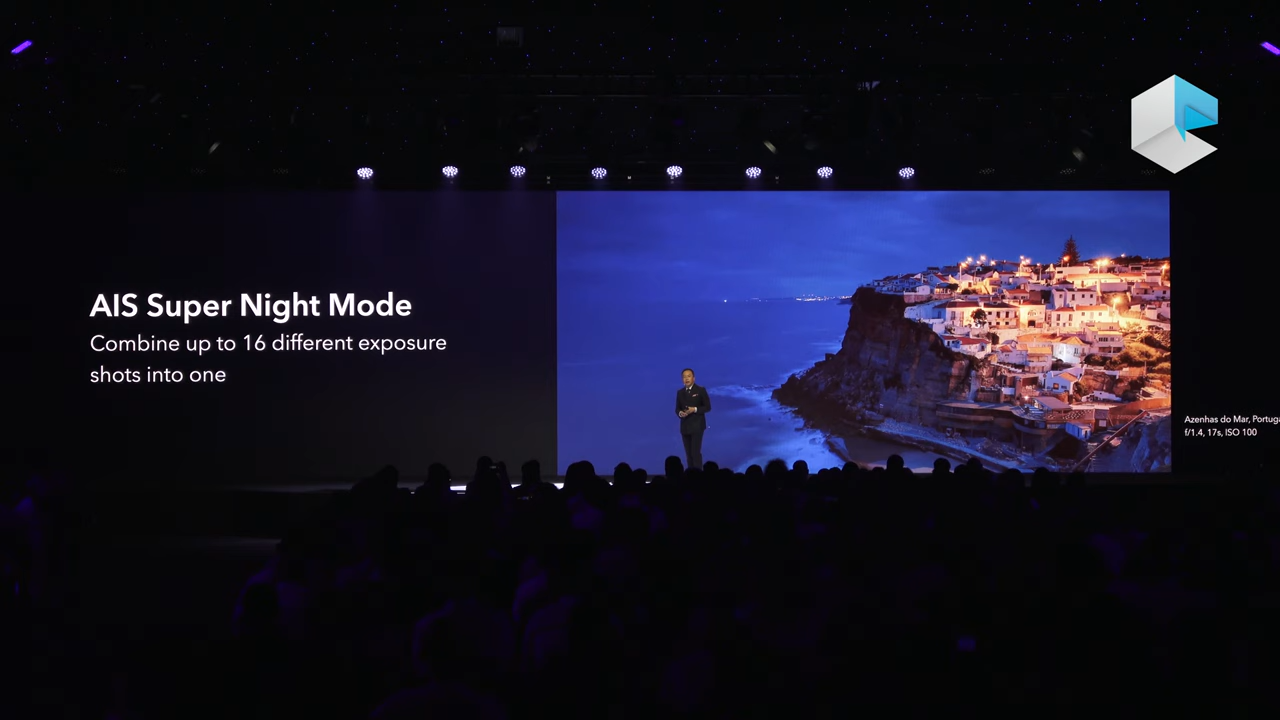 AIS Super Night Mode
Combine up to 16 different exposure
shots into one
Azenhas do Mar, Portuga
f/1.4, 17s, ISO 100